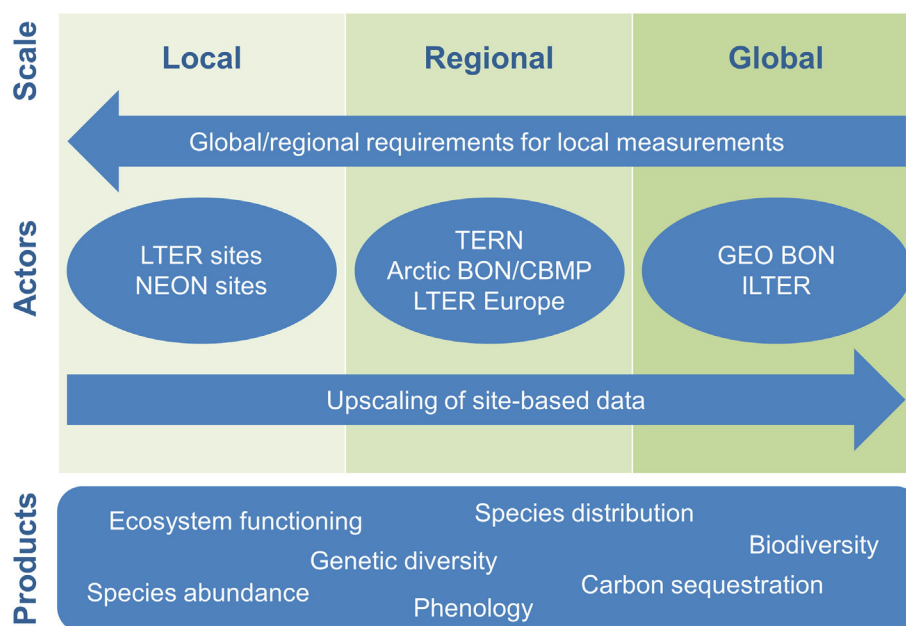 Scale
Local
Regional
Global
Global/regional requirements for local measurements
Actors
LTER sites
NEON sites
TERN
Arctic BON/CBMP
LTER Europe
GEO BON
ILTER
Upscaling of site-based data
Products
Ecosystem functioning
Species distribution
Biodiversity
Genetic diversity
Carbon sequestration
Species abundance
Phenology